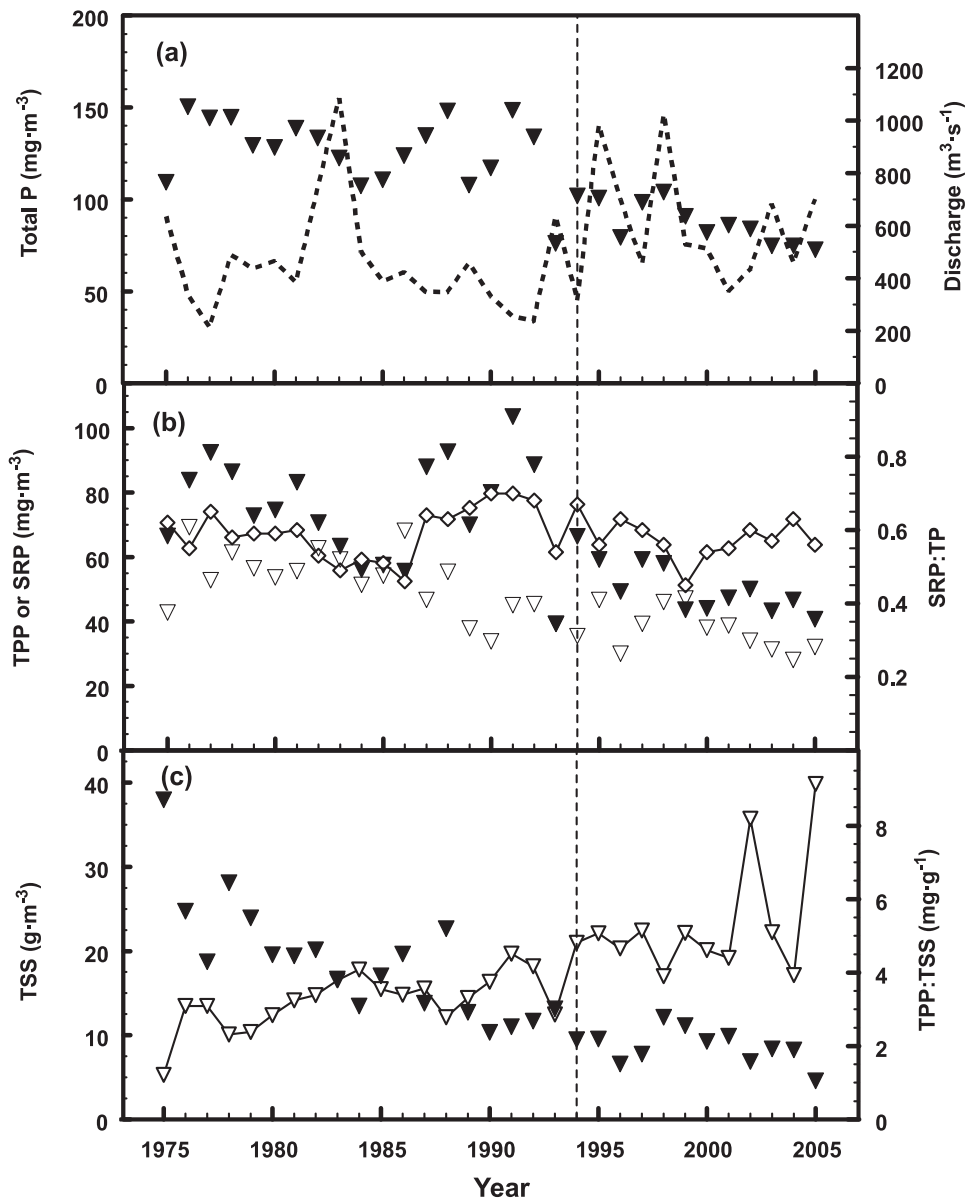 (a)
200
150
100
50
0
Total P (mg·m-3)
1200
1000
800
600
400
200
0
Discharge (m3·s-1)
(b)
100
80
60
40
20
0
TPP or SRP (mg·m-3)
0.8
0.6
0.4
0.2
SRP:TP
(c)
40
30
20
10
0
TSS (g·m-3)
8
6
4
2
0
TPP:TSS (mg·g-1)
1975 1980 1985 1990 1995 2000 2005
Year